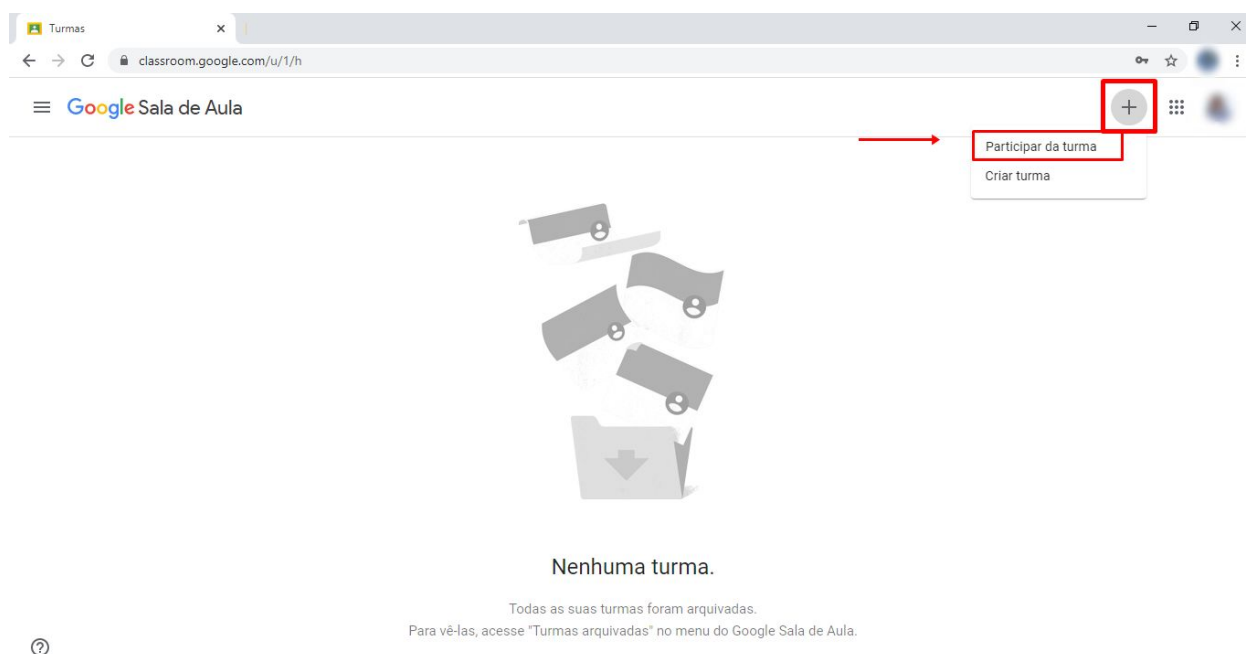 Turmas
classroom.google.com/u/1/h
Google Sala de Aula
Participar da turma
Criar turma
Nenhuma turma.
Todas as suas turmas foram arquivadas.
Para vê-las, acesse "Turmas arquivadas" no menu do Google Sala de Aula.